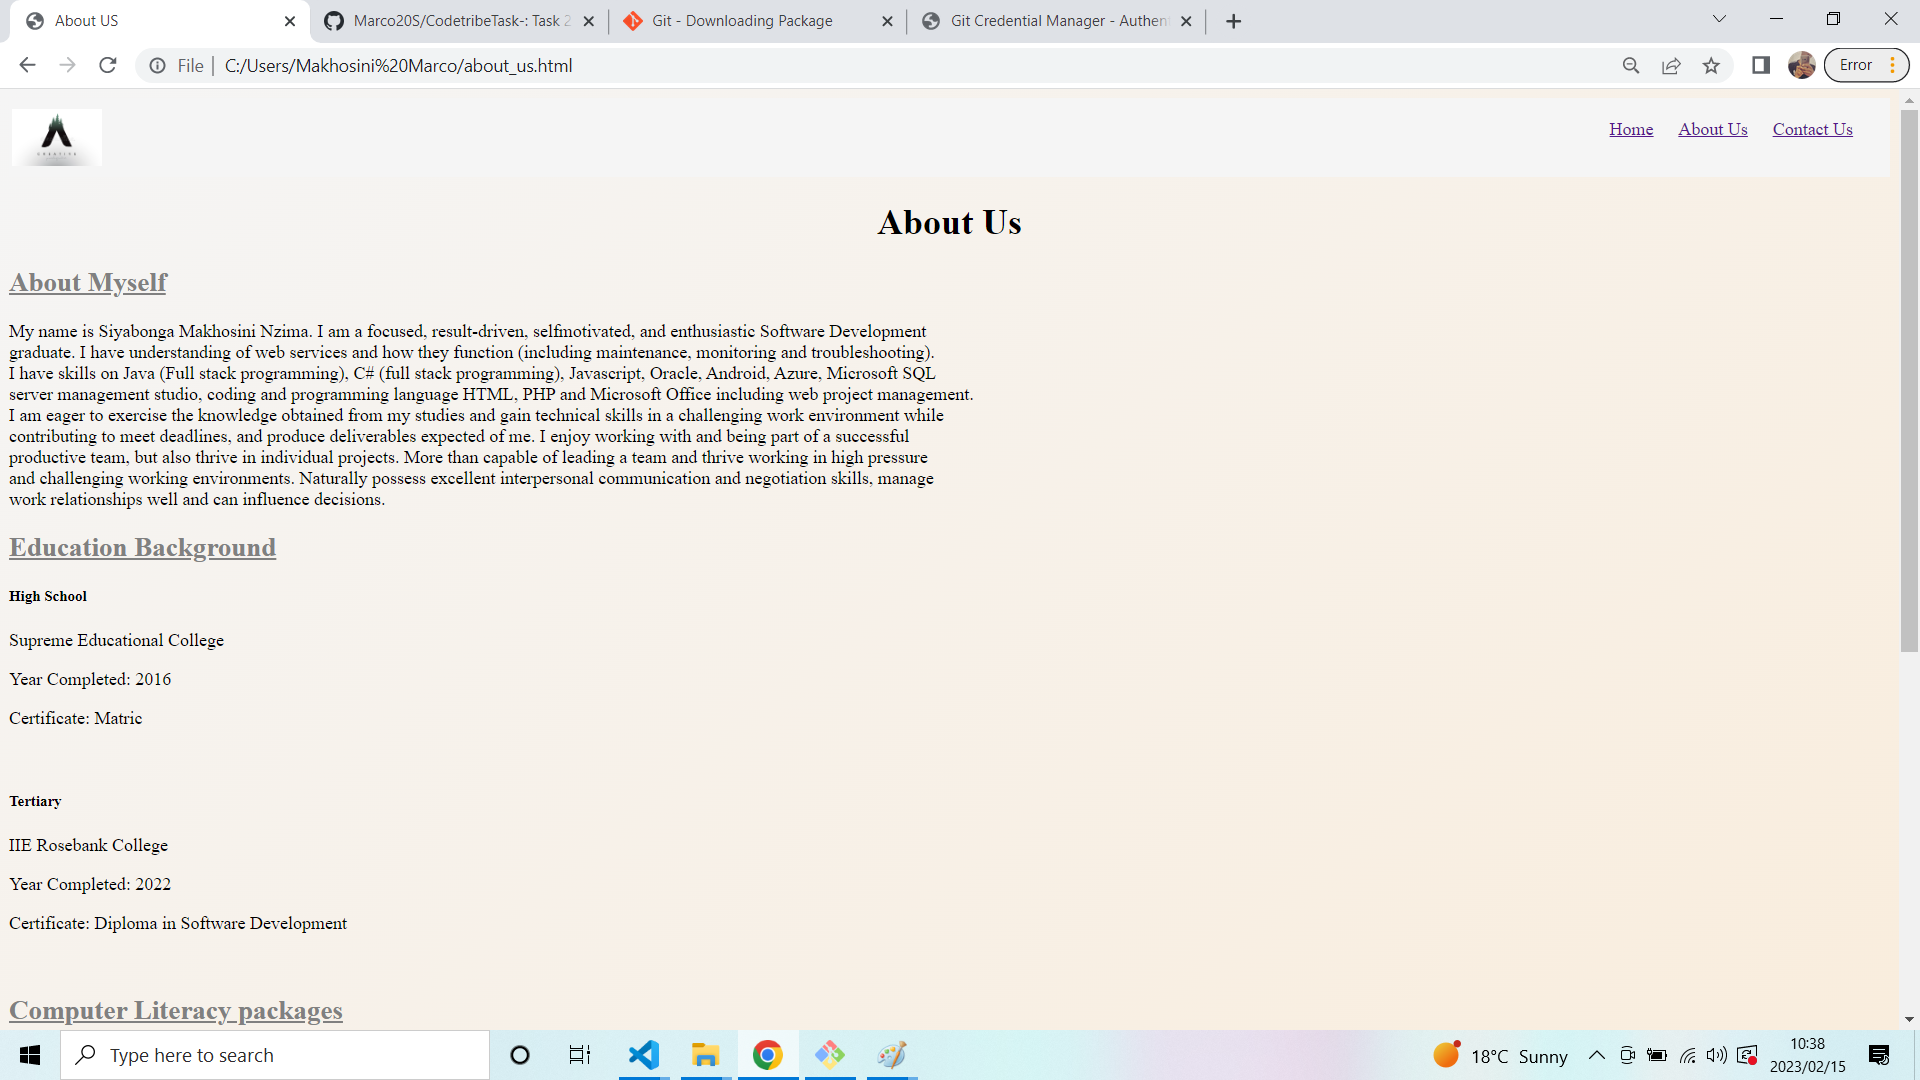 About US
Marco20S/CodetribeTask-: Task 2
Git - Downloading Package
Git Credential Manager - Authen
File
C:/Users/Makhosini%20Marco/about_us.html
Error
Home
About Us
Contact Us
About Us
About Myself
My name is Siyabonga Makhosini Nzima. I am a focused, result-driven, selfmotivated, and enthusiastic Software Development
graduate. I have understanding of web services and how they function (including maintenance, monitoring and troubleshooting).
I have skills on Java (Full stack programming), C# (full stack programming), Javascript, Oracle, Android, Azure, Microsoft SQL
server management studio, coding and programming language HTML, PHP and Microsoft Office including web project management.
I am eager to exercise the knowledge obtained from my studies and gain technical skills in a challenging work environment while
contributing to meet deadlines, and produce deliverables expected of me. I enjoy working with and being part of a successful
productive team, but also thrive in individual projects. More than capable of leading a team and thrive working in high pressure
and challenging working environments. Naturally possess excellent interpersonal communication and negotiation skills, manage
work relationships well and can influence decisions.
Education Background
High School
Supreme Educational College
Year Completed: 2016
Certificate: Matric
Tertiary
IIE Rosebank College
Year Completed: 2022
Certificate: Diploma in Software Development
Computer Literacy packages
Type here to search
18°C Sunny
10:38
2023/02/15